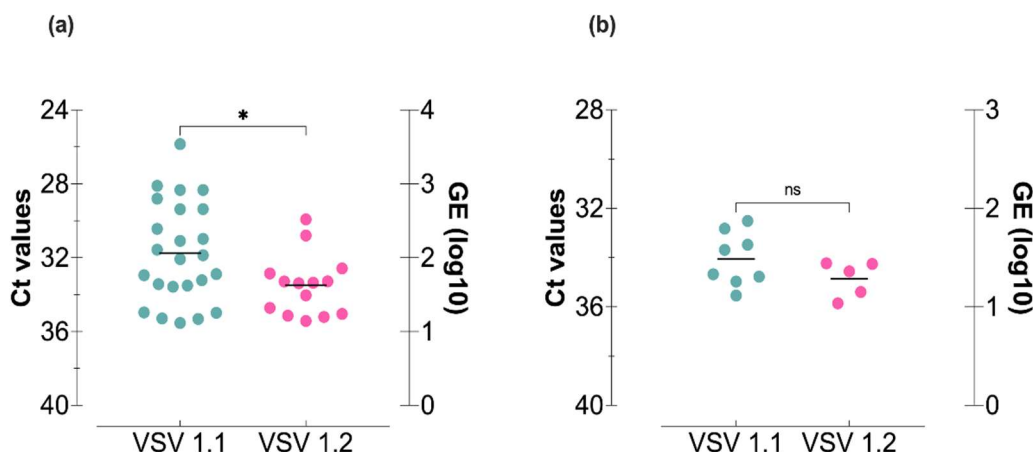 (a)
24
28
32
36
40
Ct values
*
4
3
2
1
0
GE (log10)
VSV 1.1
VSV 1.2
(b)
28
32
36
40
Ct values
ns
3
2
1
0
GE (log10)
VSV 1.1
VSV 1.2